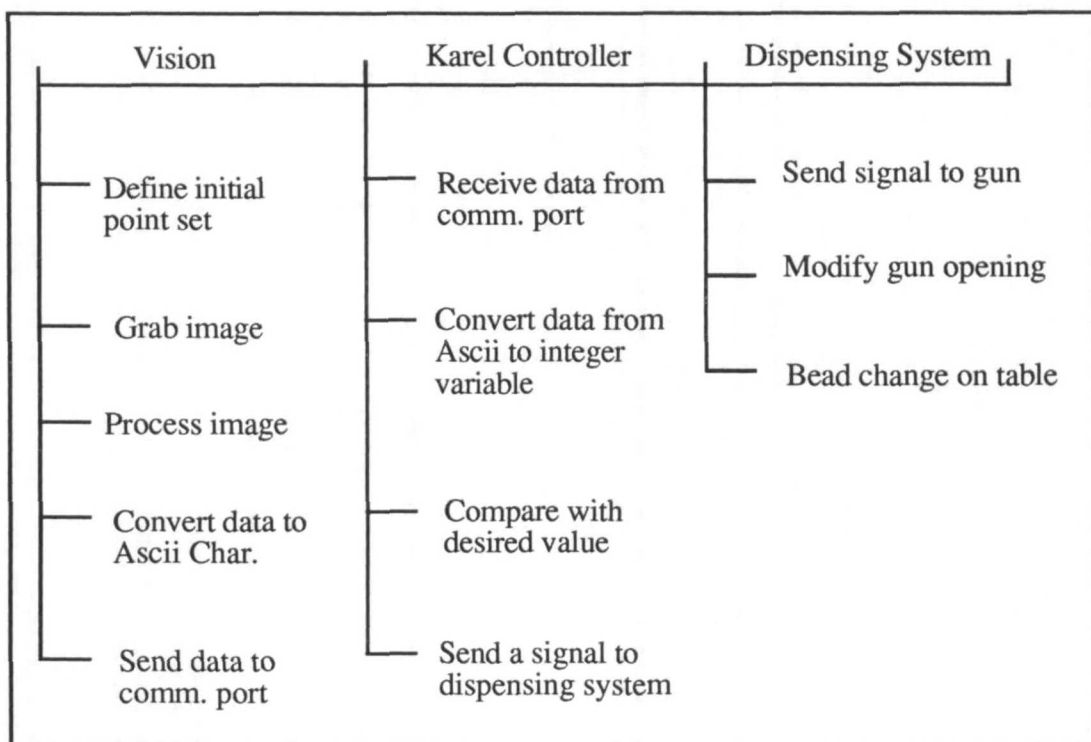 Vision
Karel Controller
Dispensing System
Define initial
point set
Grab image
Process image
Convert data to
Ascii Char.
Send data to
comm. port
Receive data from
comm. port
Convert data from
Ascii to integer
variable
Compare with
desired value
Send a signal to
dispensing system
Send signal to gun
Modify gun opening
Bead change on table